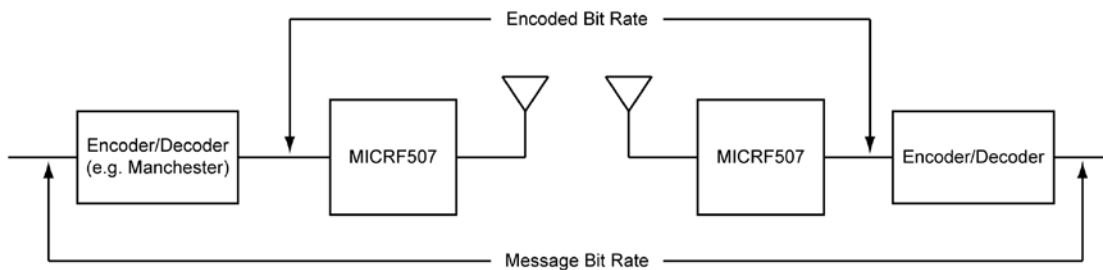 Encoded Bit Rate
Encoder/Decoder
(e.g. Manchester)
MICRF507
MICRF507
Encoder/Decoder
Message Bit Rate